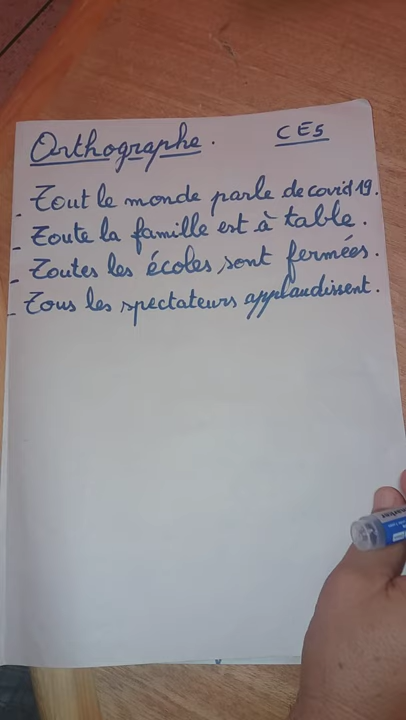 Orthographe. CE5
- Tout le monde parle de covid 19.
- Toute la famille est à table.
- Toutes les écoles sont fermées.
- Tous les spectateurs applaudissent.